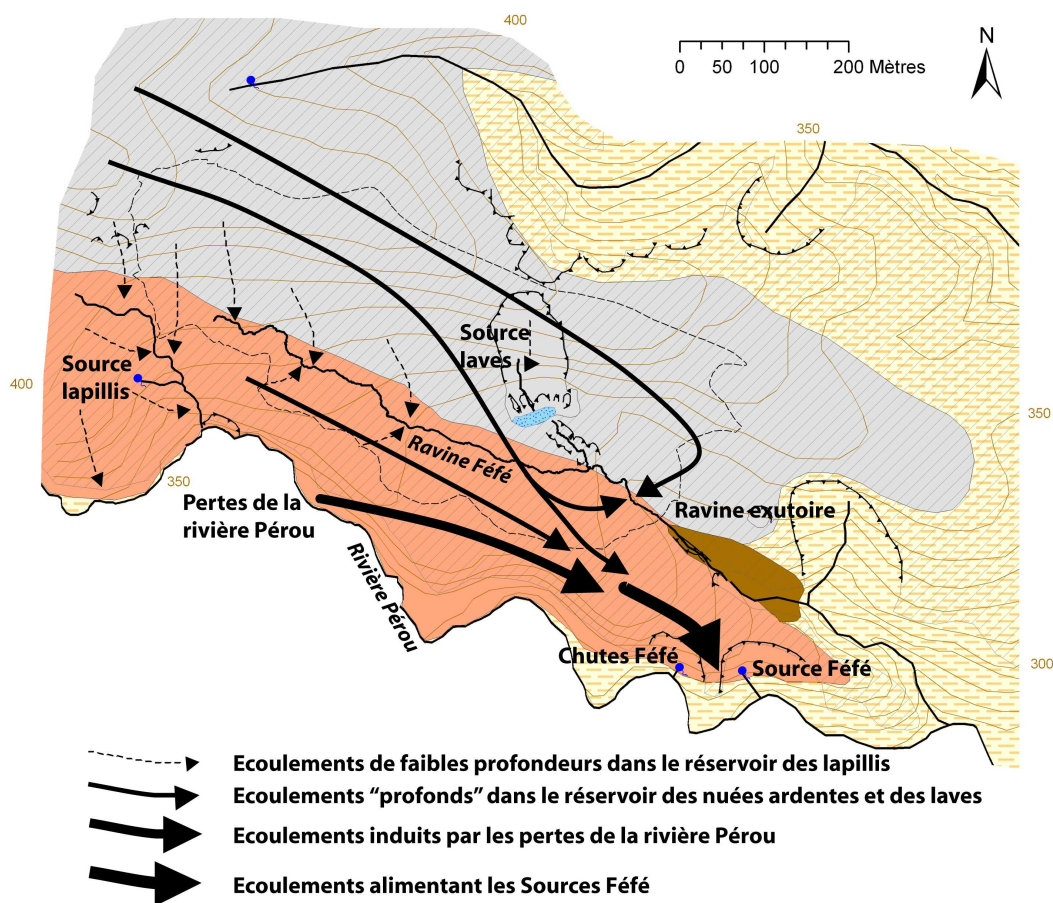 400
N
0 50 100 200 Mètres
350
Source
laves
Source
lapillis
400
350
Ravine Féfé
350
Pertes de la
rivière Pérou
Ravine exutoire
Rivière Pérou
Chutes Féfé
Source Féfé
300
Ecoulements de faibles profondeurs dans le réservoir des lapillis
Ecoulements “profonds” dans le réservoir des nuées ardentes et des laves
Ecoulements induits par les pertes de la rivière Pérou
Ecoulements alimentant les Sources Féfé